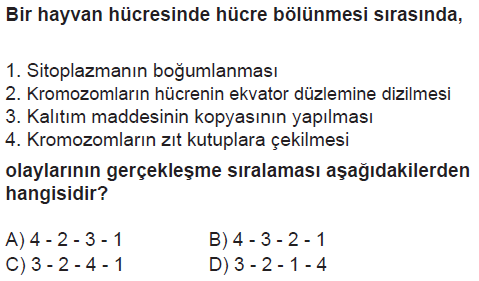 Bir hayvan hücresinde hücre bölünmesi sırasında,
1. Sitoplazmanın boğumlanması
2. Kromozomların hücrenin ekvator düzlemine dizilmesi
3. Kalıtım maddesinin kopyasının yapılması
4. Kromozomların zıt kutuplara çekilmesi
olaylarının gerçekleşme sıralaması aşağıdakilerden
hangisidir?
A) 4 - 2 - 3 - 1 B) 4 - 3 - 2 - 1
C) 3 - 2 - 4 - 1 D) 3 - 2 - 1 - 4